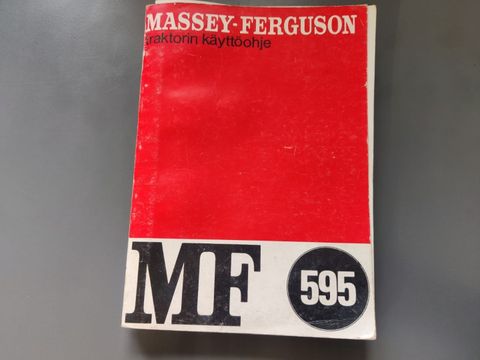 MASSEY-FERGUSON
traktorin käyttöohje
MF
595